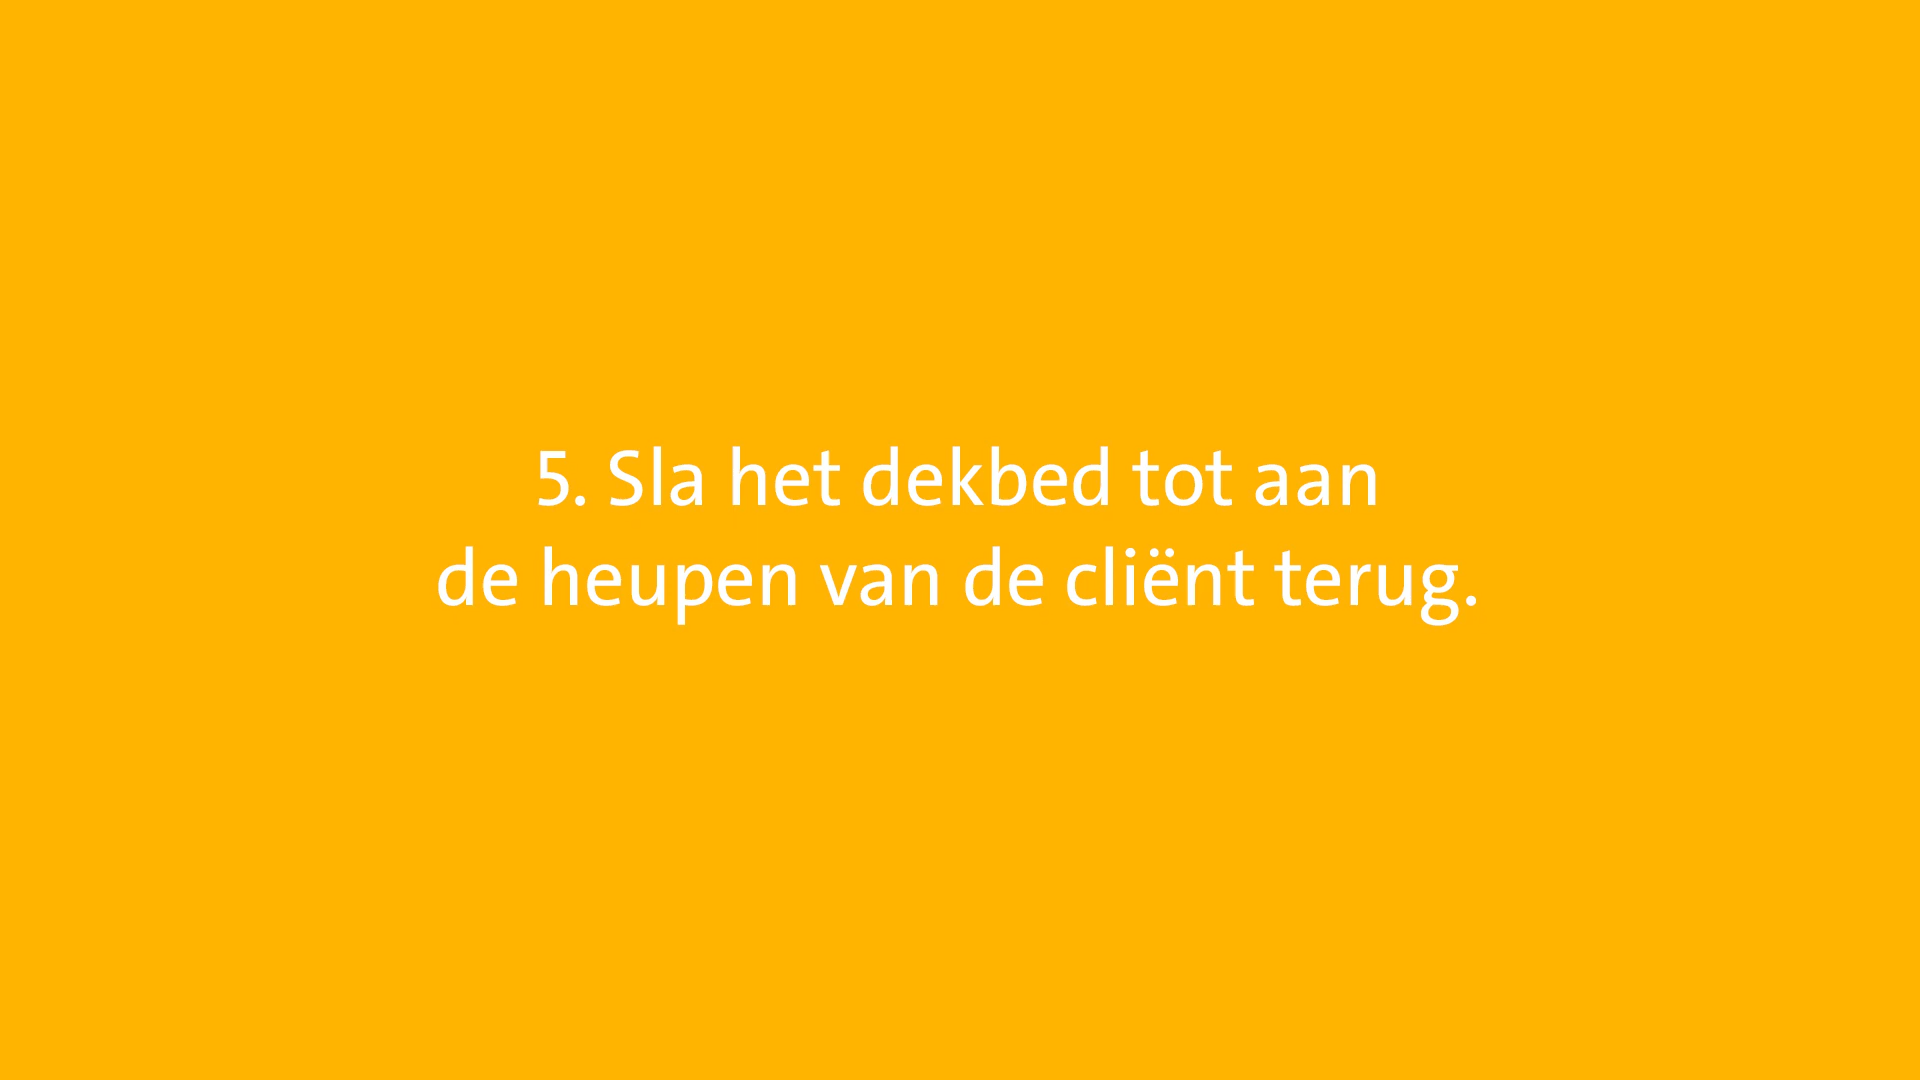 5. Sla het dekbed tot aan
de heupen van de cliënt terug.